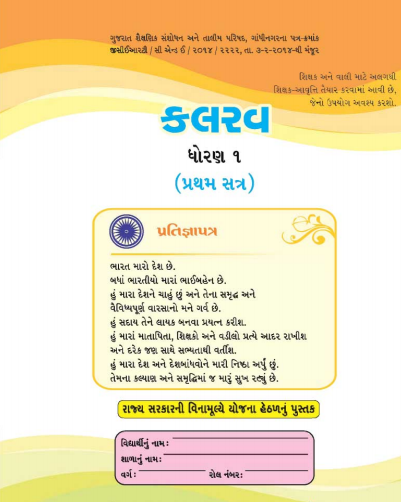 ગુજરાત શૈક્ષણિક સંશોધન અને તાલીમ પરિષદ, ગાંધીનગરના પત્ર-ક્રમાંક
જીસીઈઆરટી / સી એન્ડ ઈ / ૨૦૧૪ / ૨૨૨૨, તા. ૩-૨-૨૦૧૪-થી મંજૂર
શિક્ષક અને વાલી માટે અલગથી
શિક્ષક-આવૃત્તિ તૈયાર કરવામાં આવી છે,
જેનો ઉપયોગ અવશ્ય કરશો.
કલરવ
ધોરણ ૧
(પ્રથમ સત્ર)
પ્રતિજ્ઞાપત્ર
ભારત મારો દેશ છે.
બધાં ભારતીયો મારાં ભાઈબહેન છે.
હું મારા દેશને ચાહું છું અને તેના સમૃદ્ધ અને
વૈવિધ્યપૂર્ણ વારસાનો મને ગર્વ છે.
હું સદાય તેને લાયક બનવા પ્રયત્ન કરીશ.
હું મારાં માતાપિતા, શિક્ષકો અને વડીલો પ્રત્યે આદર રાખીશ
અને દરેક જણ સાથે સભ્યતાથી વર્તીશ.
હું મારા દેશ અને દેશબાંધવોને મારી નિષ્ઠા અર્પું છું.
તેમના કલ્યાણ અને સમૃદ્ધિમાં જ મારું સુખ રહ્યું છે.
રાજ્ય સરકારની વિનામૂલ્યે યોજના હેઠળનું પુસ્તક
વિદ્યાર્થીનું નામ:
શાળાનું નામ:
વર્ગ: રોલ નંબર: